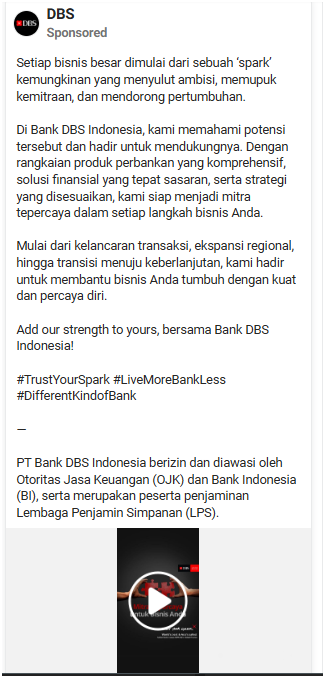 DBS
Sponsored
Setiap bisnis besar dimulai dari sebuah ‘spark’
kemungkinan yang menyulut ambisi, memupuk
kemitraan, dan mendorong pertumbuhan.
Di Bank DBS Indonesia, kami memahami potensi
tersebut dan hadir untuk mendukungnya. Dengan
rangkaian produk perbankan yang komprehensif,
solusi finansial yang tepat sasaran, serta strategi
yang disesuaikan, kami siap menjadi mitra
tepercaya dalam setiap langkah bisnis Anda.
Mulai dari kelancaran transaksi, ekspansi regional,
hingga transisi menuju keberlanjutan, kami hadir
untuk membantu bisnis Anda tumbuh dengan kuat
dan percaya diri.
Add our strength to yours, bersama Bank DBS
Indonesia!
#TrustYourSpark #LiveMoreBankLess
#DifferentKindofBank
—
PT Bank DBS Indonesia berizin dan diawasi oleh
Otoritas Jasa Keuangan (OJK) dan Bank Indonesia
(BI), serta merupakan peserta penjaminan
Lembaga Penjamin Simpanan (LPS).
DBS
untuk Bisnis Anda